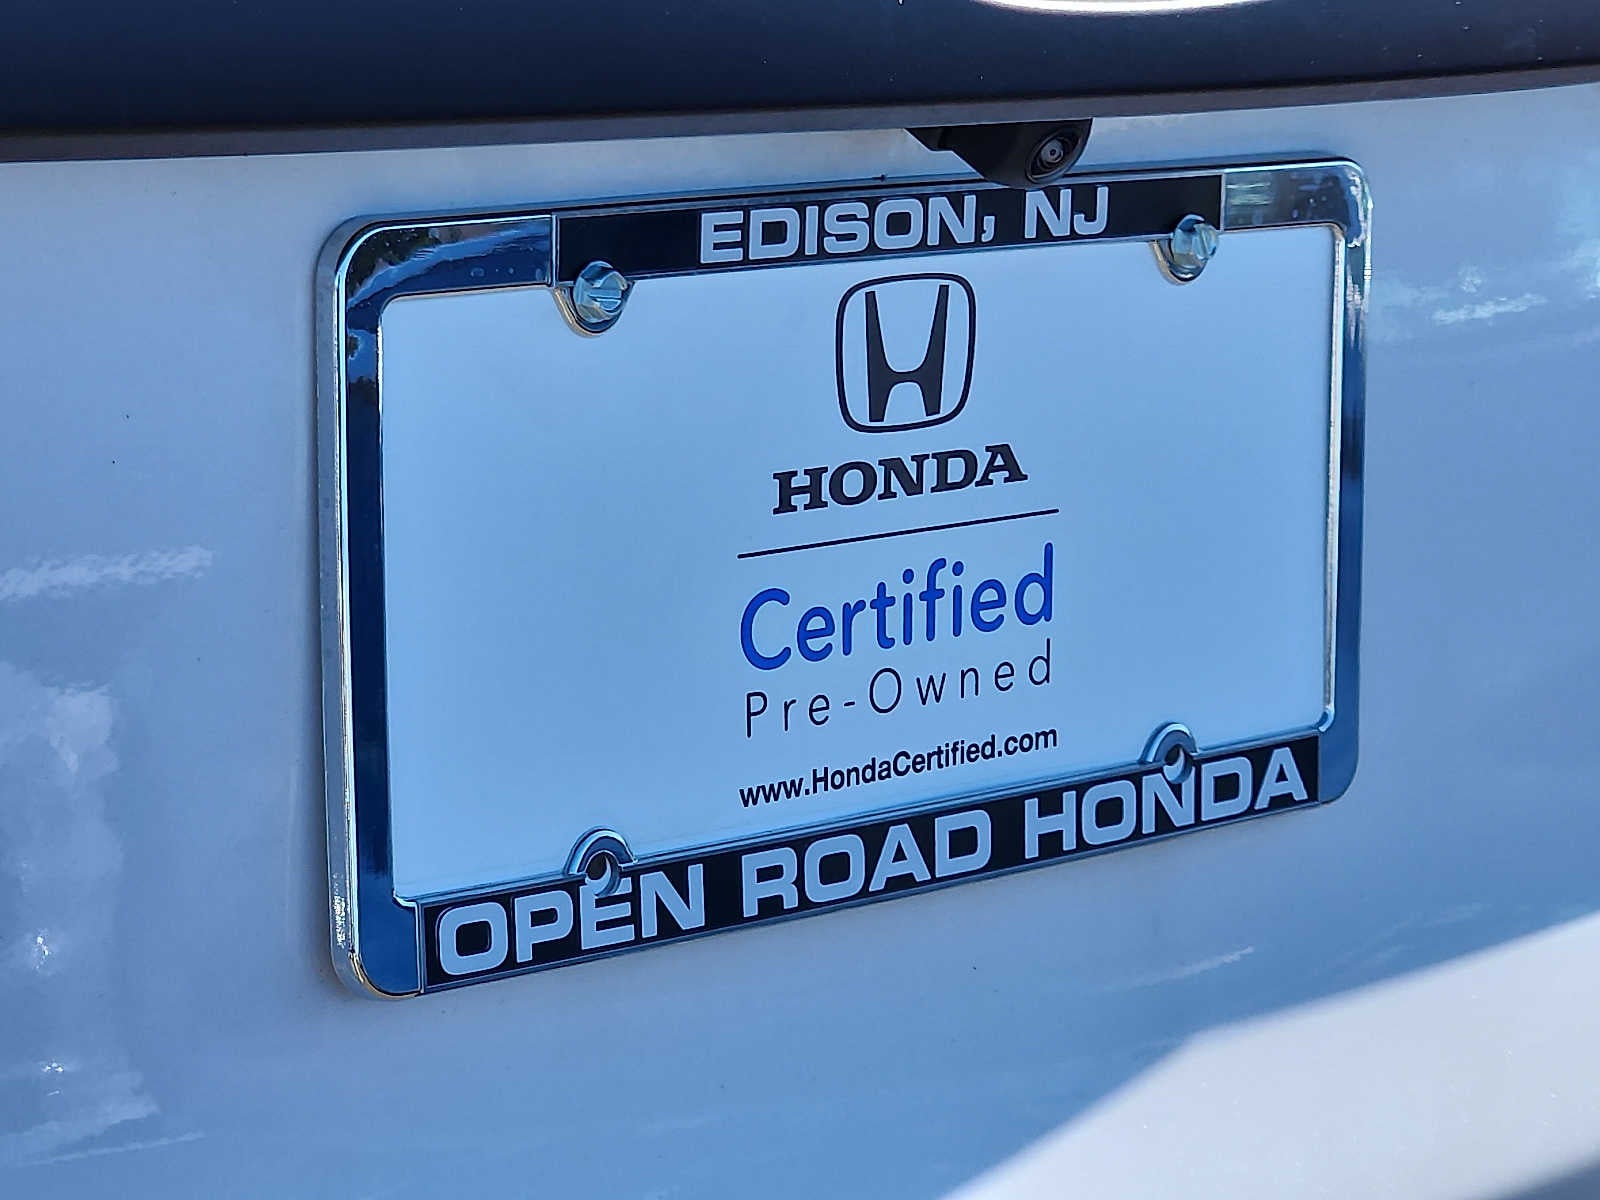 EDISON, NJ
HONDA
Certified
Pre-Owned
www.HondaCertified.com
OPEN ROAD HONDA